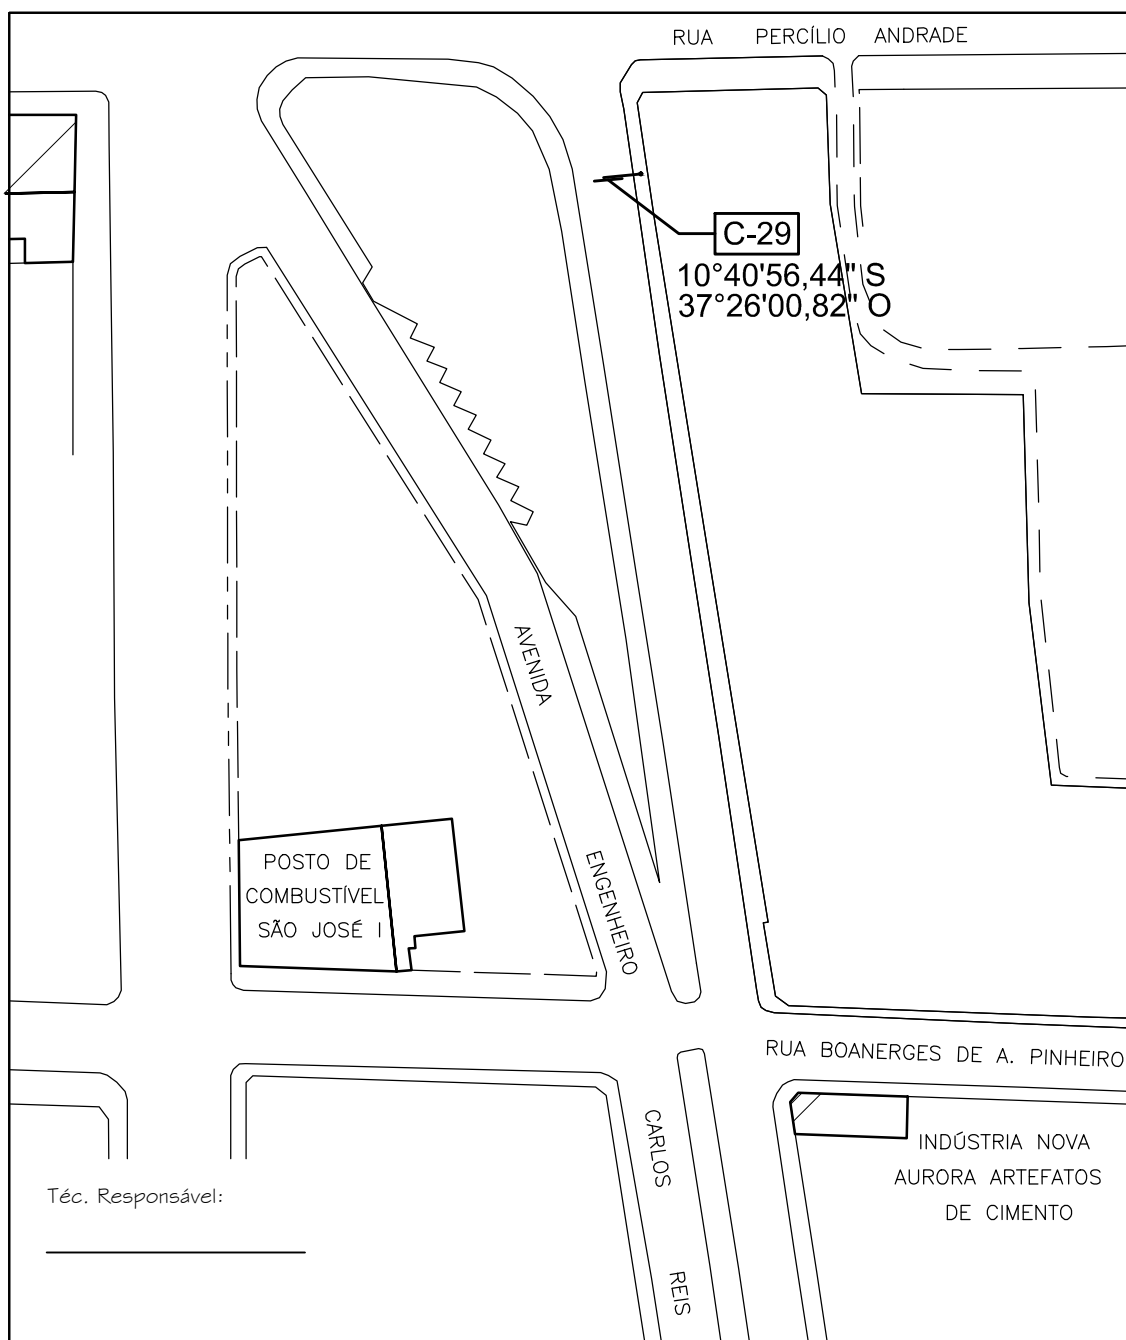 RUA PERCÍLIO ANDRADE
C-29
10°40'56,44" S
37°26'00,82" O
AVENIDA
ENGENHEIRO
CARLOS
REIS
POSTO DE
COMBUSTÍVEL
SÃO JOSÉ I
RUA BOANERGES DE A. PINHEIRO
INDÚSTRIA NOVA
AURORA ARTEFATOS
DE CIMENTO
Téc. Responsável: